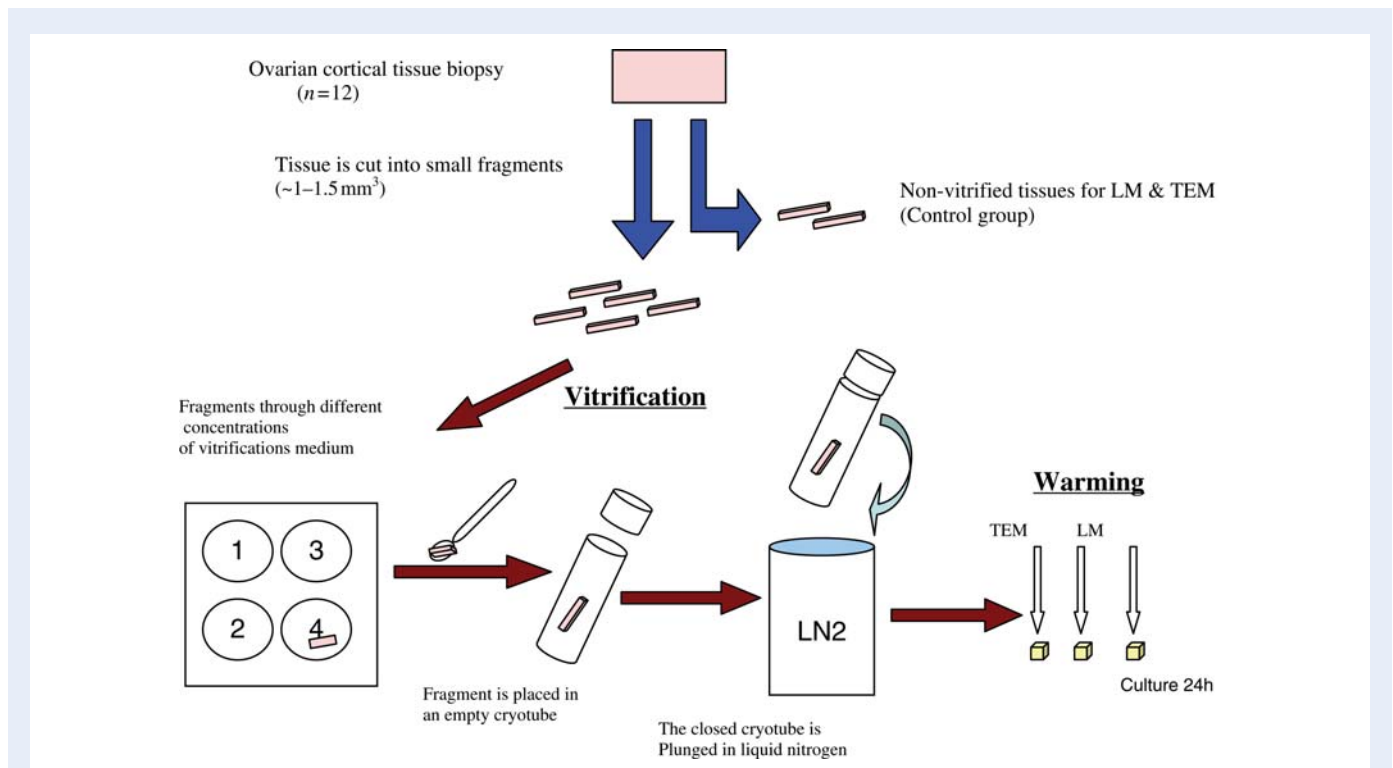 Ovarian cortical tissue biopsy
(n=12)
Tissue is cut into small fragments
(~1–1.5 mm³)
Non-vitrified tissues for LM & TEM
(Control group)
Vitrification
Fragments through different
concentrations
of vitrifications medium
1
3
2
4
Fragment is placed in
an empty cryotube
LN2
The closed cryotube is
Plunged in liquid nitrogen
Warming
TEM
LM
Culture 24h